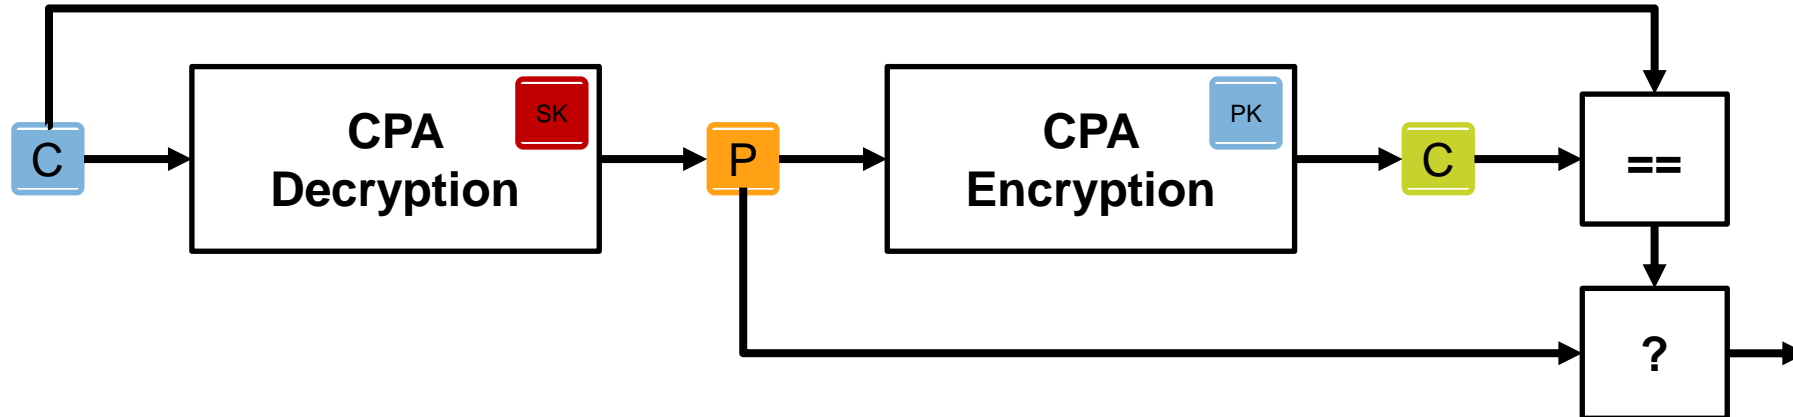 C
CPA
Decryption
SK
P
CPA
Encryption
PK
C
==
?